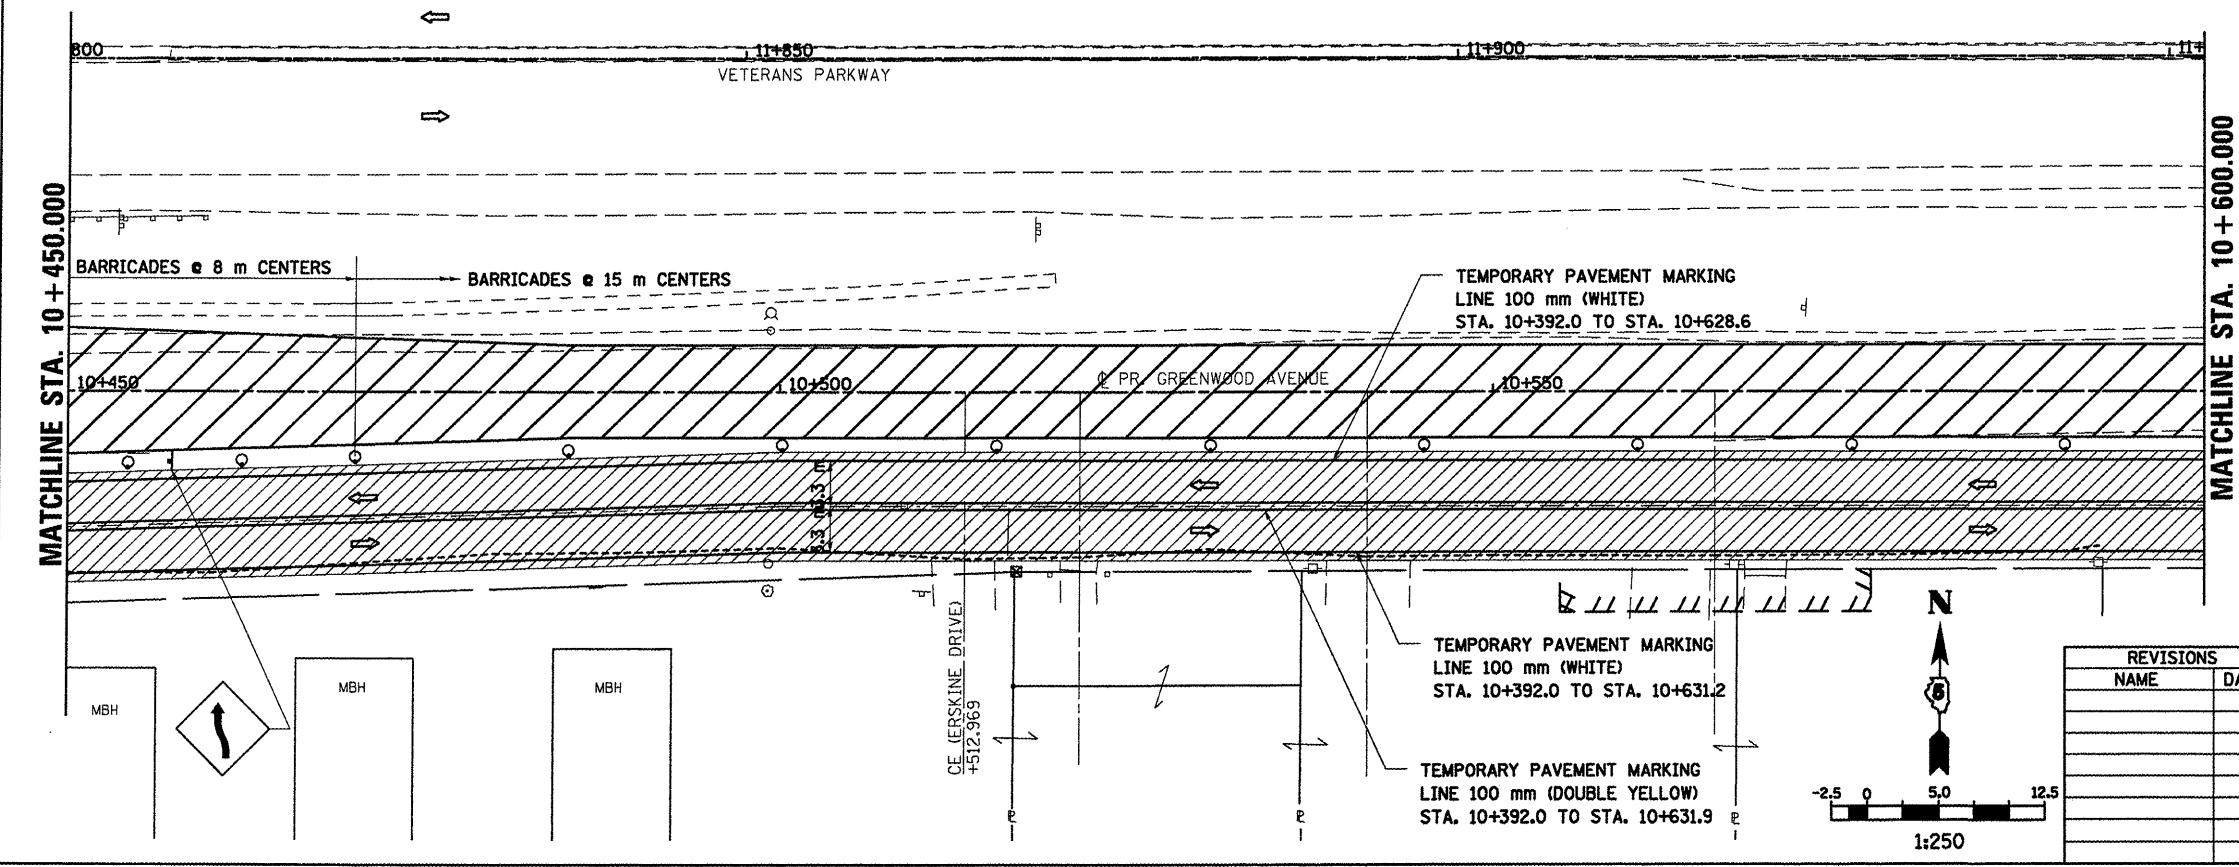 800
11+850
11+900
11+
VETERANS PARKWAY
MATCHLINE STA. 10+450.000
MATCHLINE STA. 10+600.000
BARRICADES @ 8 m CENTERS
BARRICADES @ 15 m CENTERS
TEMPORARY PAVEMENT MARKING
LINE 100 mm (WHITE)
STA. 10+392.0 TO STA. 10+628.6
10+450
10+500
℄ PR. GREENWOOD AVENUE
10+550
3.3 m
3.3 m
CE (ERSKINE DRIVE)
+512.969
TEMPORARY PAVEMENT MARKING
LINE 100 mm (WHITE)
STA. 10+392.0 TO STA. 10+631.2
TEMPORARY PAVEMENT MARKING
LINE 100 mm (DOUBLE YELLOW)
STA. 10+392.0 TO STA. 10+631.9
MBH
MBH
MBH
N
5
-2.5 0 5.0 12.5
1:250
REVISIONS
NAME DA